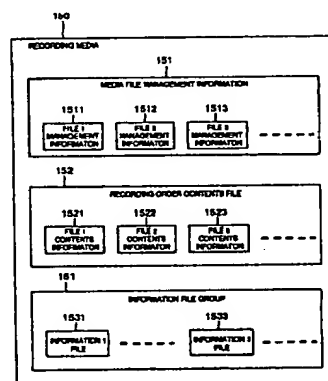 150
RECORDING MEDIA
151
MEDIA FILE MANAGEMENT INFORMATION
1511 1512 1513
FILE 1 MANAGEMENT INFORMATION
FILE 2 MANAGEMENT INFORMATION
FILE 3 MANAGEMENT INFORMATION
152
RECORDING ORDER CONTENTS FILE
1521 1522 1523
FILE 1 CONTENTS INFORMATION
FILE 2 CONTENTS INFORMATION
FILE 3 CONTENTS INFORMATION
161
INFORMATION FILE GROUP
1531 1533
INFORMATION 1 FILE
INFORMATION 3 FILE